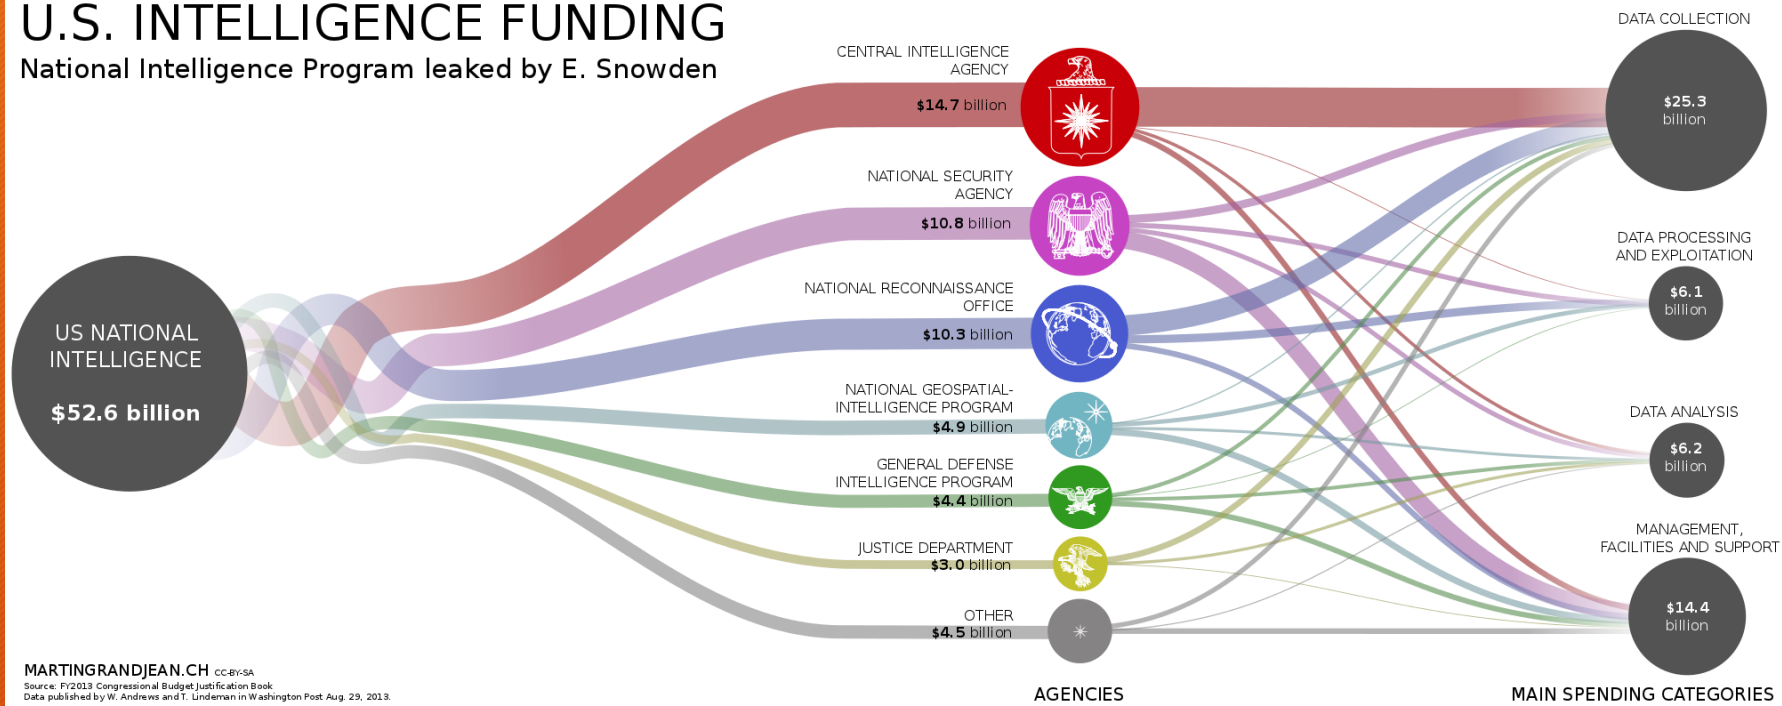 U.S. INTELLIGENCE FUNDING
National Intelligence Program leaked by E. Snowden
US NATIONAL
INTELLIGENCE
$52.6 billion
CENTRAL INTELLIGENCE
AGENCY
$14.7 billion
NATIONAL SECURITY
AGENCY
$10.8 billion
NATIONAL RECONNAISSANCE
OFFICE
$10.3 billion
NATIONAL GEOSPATIAL-
INTELLIGENCE PROGRAM
$4.9 billion
GENERAL DEFENSE
INTELLIGENCE PROGRAM
$4.4 billion
JUSTICE DEPARTMENT
$3.0 billion
OTHER
$4.5 billion
AGENCIES
DATA COLLECTION
$25.3
billion
DATA PROCESSING
AND EXPLOITATION
$6.1
billion
DATA ANALYSIS
$6.2
billion
MANAGEMENT,
FACILITIES AND SUPPORT
$14.4
billion
MAIN SPENDING CATEGORIES
MARTINGRANDJEAN.CH CC-BY-SA
Source: FY2013 Congressional Budget Justification Book
Data published by W. Andrews and T. Lindeman in Washington Post Aug. 29, 2013.